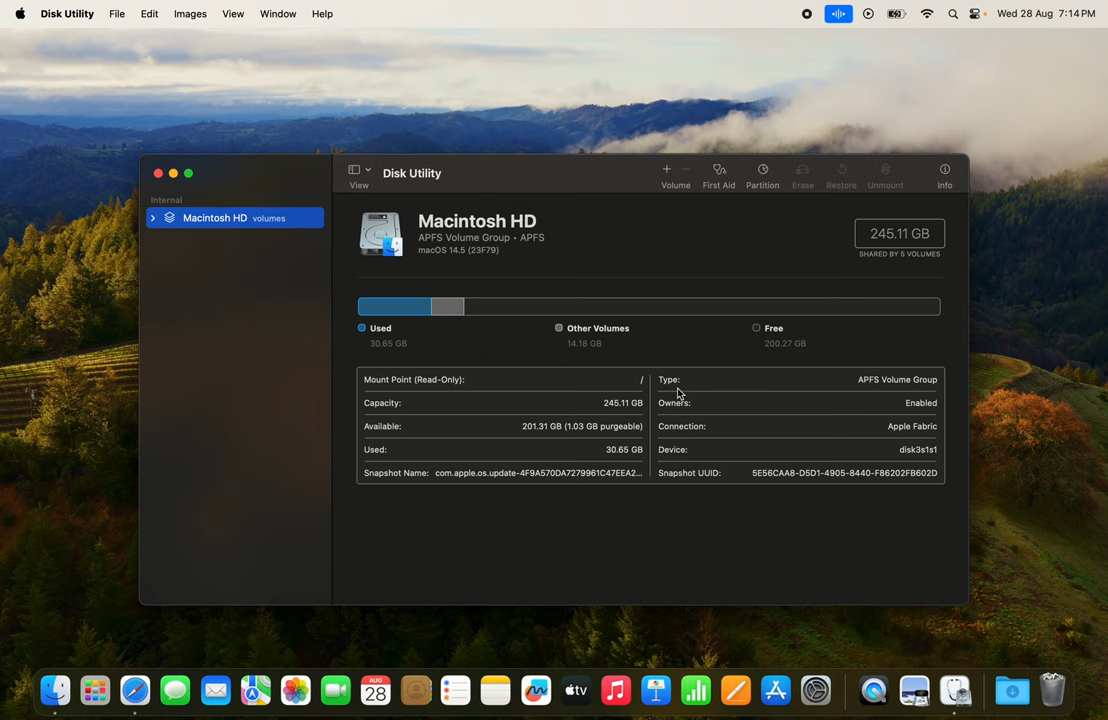 Disk Utility File Edit Images View Window Help Wed 28 Aug 7:14 PM
View Disk Utility Volume First Aid Partition Erase Restore Unmount Info
Internal
Macintosh HD volumes
Macintosh HD
APFS Volume Group • APFS
macOS 14.5 (23F79)
245.11 GB
SHARED BY 5 VOLUMES
Used Other Volumes Free
30.65 GB 14.18 GB 200.27 GB
Mount Point (Read-Only): / Type: APFS Volume Group
Capacity: 245.11 GB Owners: Enabled
Available: 201.31 GB (1.03 GB purgeable) Connection: Apple Fabric
Used: 30.65 GB Device: disk3s1s1
Snapshot Name: com.apple.os.update-4F9A570DA7279961C47EEA2... Snapshot UUID: 5E56CAA8-D5D1-4905-8440-F86202FB602D
AUG
28
tv